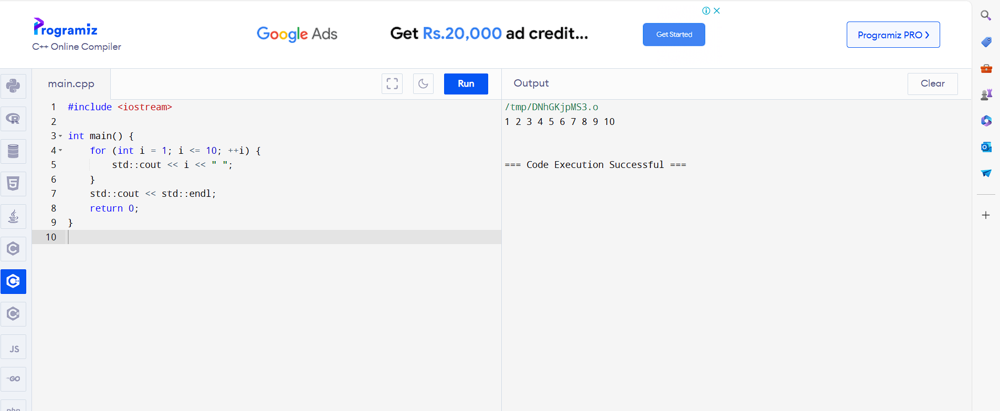 Programiz
C++ Online Compiler
Google Ads
Get Rs.20,000 ad credit...
Get Started
Programiz PRO >
main.cpp
Run
Output
Clear
1 #include <iostream>
2
3 int main() {
4     for (int i = 1; i <= 10; ++i) {
5         std::cout << i << " ";
6     }
7     std::cout << std::endl;
8     return 0;
9 }
10
/tmp/DNhGKjpMS3.o
1 2 3 4 5 6 7 8 9 10
=== Code Execution Successful ===
R
5
C
C++
C#
JS
GO
php